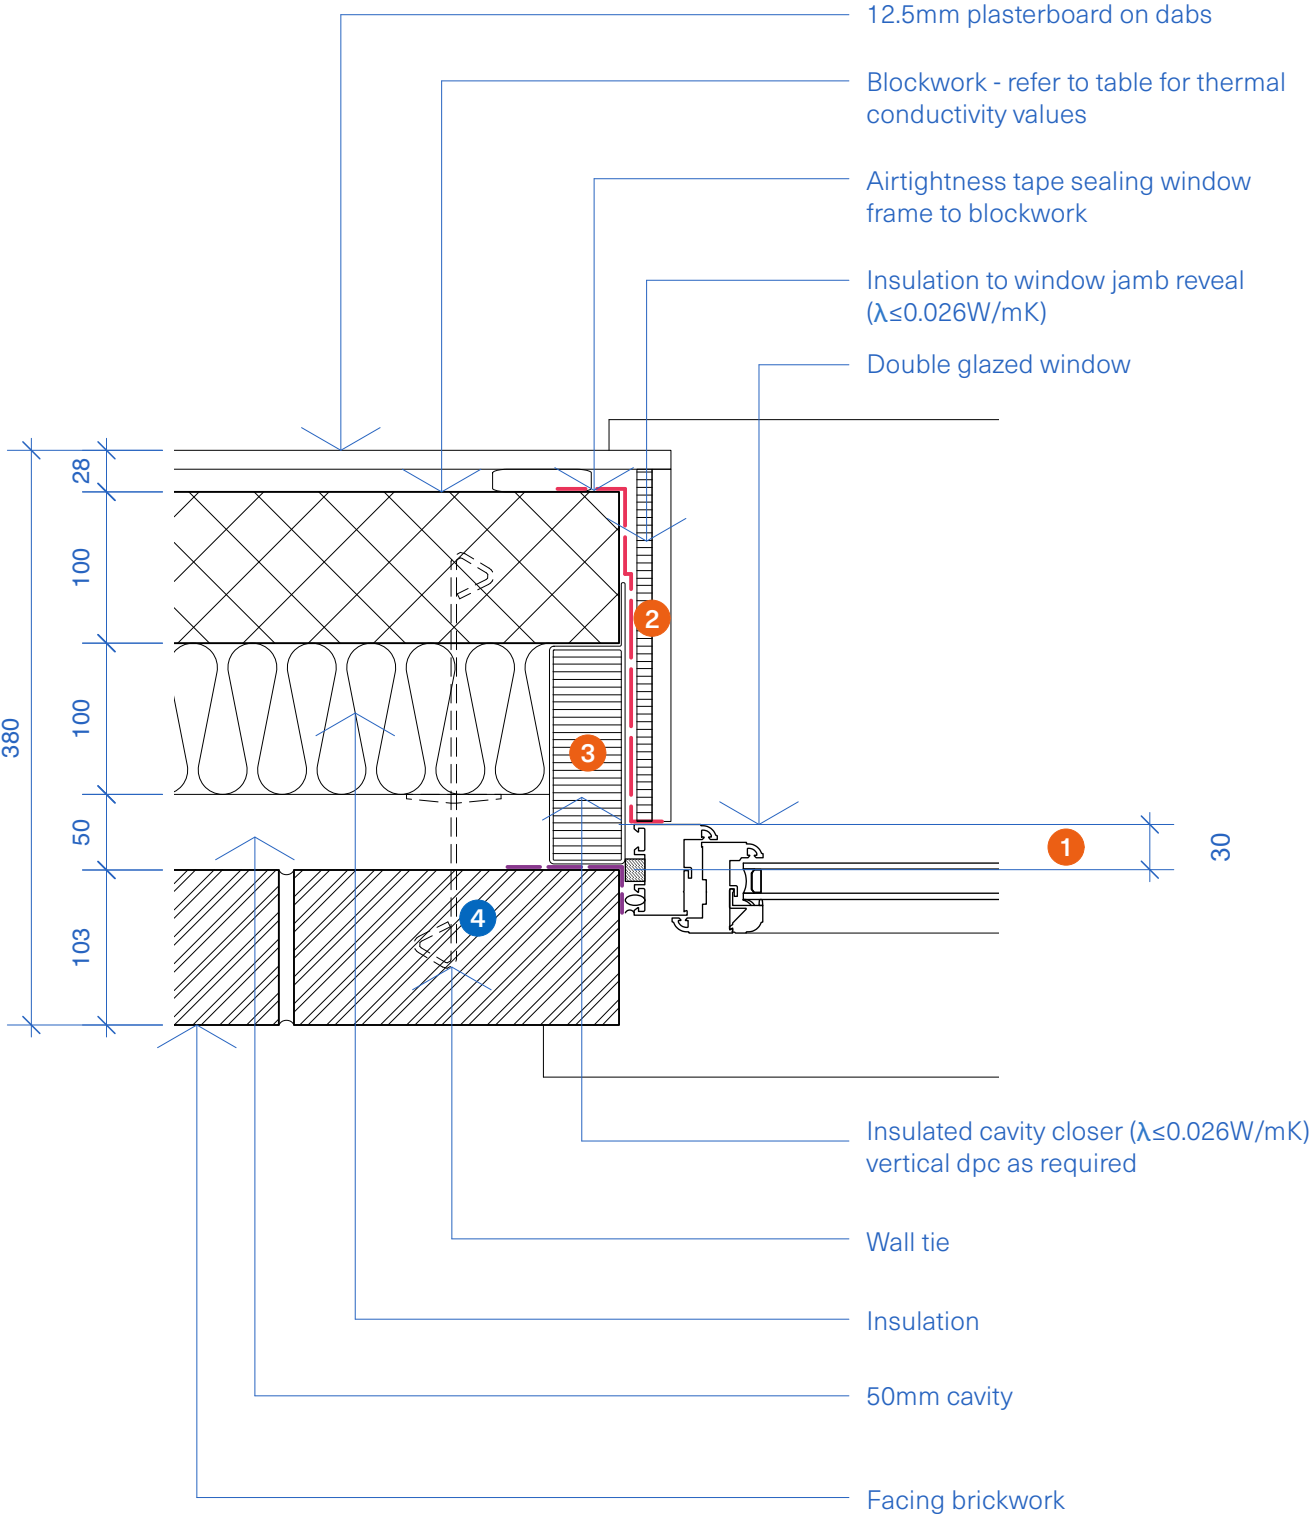 12.5mm plasterboard on dabs
Blockwork - refer to table for thermal
conductivity values
Airtightness tape sealing window
frame to blockwork
Insulation to window jamb reveal
(λ≤0.026W/mK)
Double glazed window
28
100
100
380
50
103
2
3
1
30
4
Insulated cavity closer (λ≤0.026W/mK)
vertical dpc as required
Wall tie
Insulation
50mm cavity
Facing brickwork